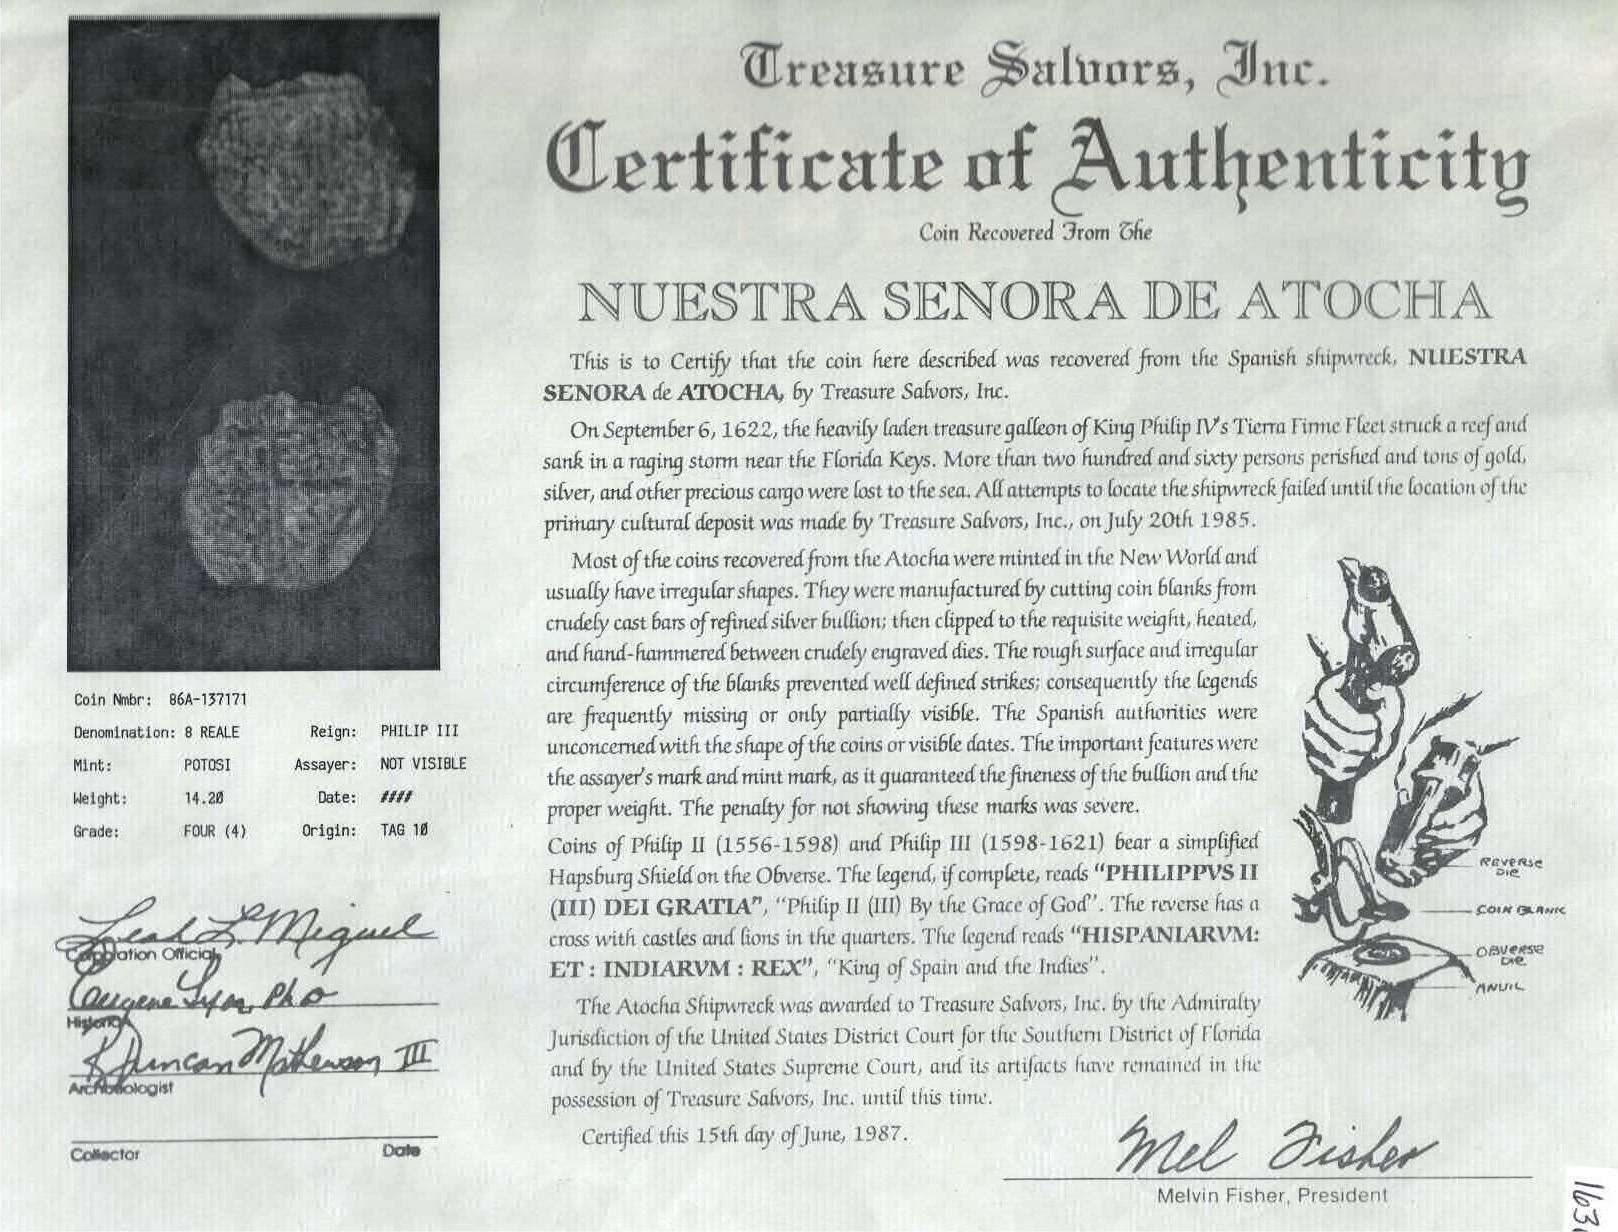 Treasure Salvors, Inc.
Certificate of Authenticity
Coin Recovered From The
NUESTRA SENORA DE ATOCHA
This is to Certify that the coin here described was recovered from the Spanish shipwreck, NUESTRA
SENORA de ATOCHA, by Treasure Salvors, Inc.
On September 6, 1622, the heavily laden treasure galleon of King Philip IV's Tierra Firme Fleet struck a reef and
sank in a raging storm near the Florida Keys. More than two hundred and sixty persons perished and tons of gold,
silver, and other precious cargo were lost to the sea. All attempts to locate the shipwreck failed until the location of the
primary cultural deposit was made by Treasure Salvors, Inc., on July 20th 1985.
Most of the coins recovered from the Atocha were minted in the New World and
usually have irregular shapes. They were manufactured by cutting coin blanks from
crudely cast bars of refined silver bullion; then clipped to the requisite weight, heated,
and hand-hammered between crudely engraved dies. The rough surface and irregular
circumference of the blanks prevented well defined strikes; consequently the legends
are frequently missing or only partially visible. The Spanish authorities were
unconcerned with the shape of the coins or visible dates. The important features were
the assayer's mark and mint mark, as it guaranteed the fineness of the bullion and the
proper weight. The penalty for not showing these marks was severe.
Coins of Philip II (1556-1598) and Philip III (1598-1621) bear a simplified
Hapsburg Shield on the Obverse. The legend, if complete, reads "PHILIPPVS II
(III) DEI GRATIA", "Philip II (III) By the Grace of God". The reverse has a
cross with castles and lions in the quarters. The legend reads "HISPANIARVM:
ET : INDIARVM : REX", "King of Spain and the Indies".
The Atocha Shipwreck was awarded to Treasure Salvors, Inc. by the Admiralty
Jurisdiction of the United States District Court for the Southern District of Florida
and by the United States Supreme Court, and its artifacts have remained in the
possession of Treasure Salvors, Inc. until this time.
Certified this 15th day of June, 1987.
Mel Fisher
Melvin Fisher, President
REVERSE
DIE
COIN BLANK
OBVERSE
DIE
ANVIL
Coin Nmbr: 86A-137171
Denomination: 8 REALE Reign: PHILIP III
Mint: POTOSI Assayer: NOT VISIBLE
Weight: 14.20 Date: ####
Grade: FOUR (4) Origin: TAG 10
Leah L. Miguel
Corporation Official
Eugene Lyon, PhD
Historian
R Duncan Mathewson III
Archaeologist
Collector Date
163